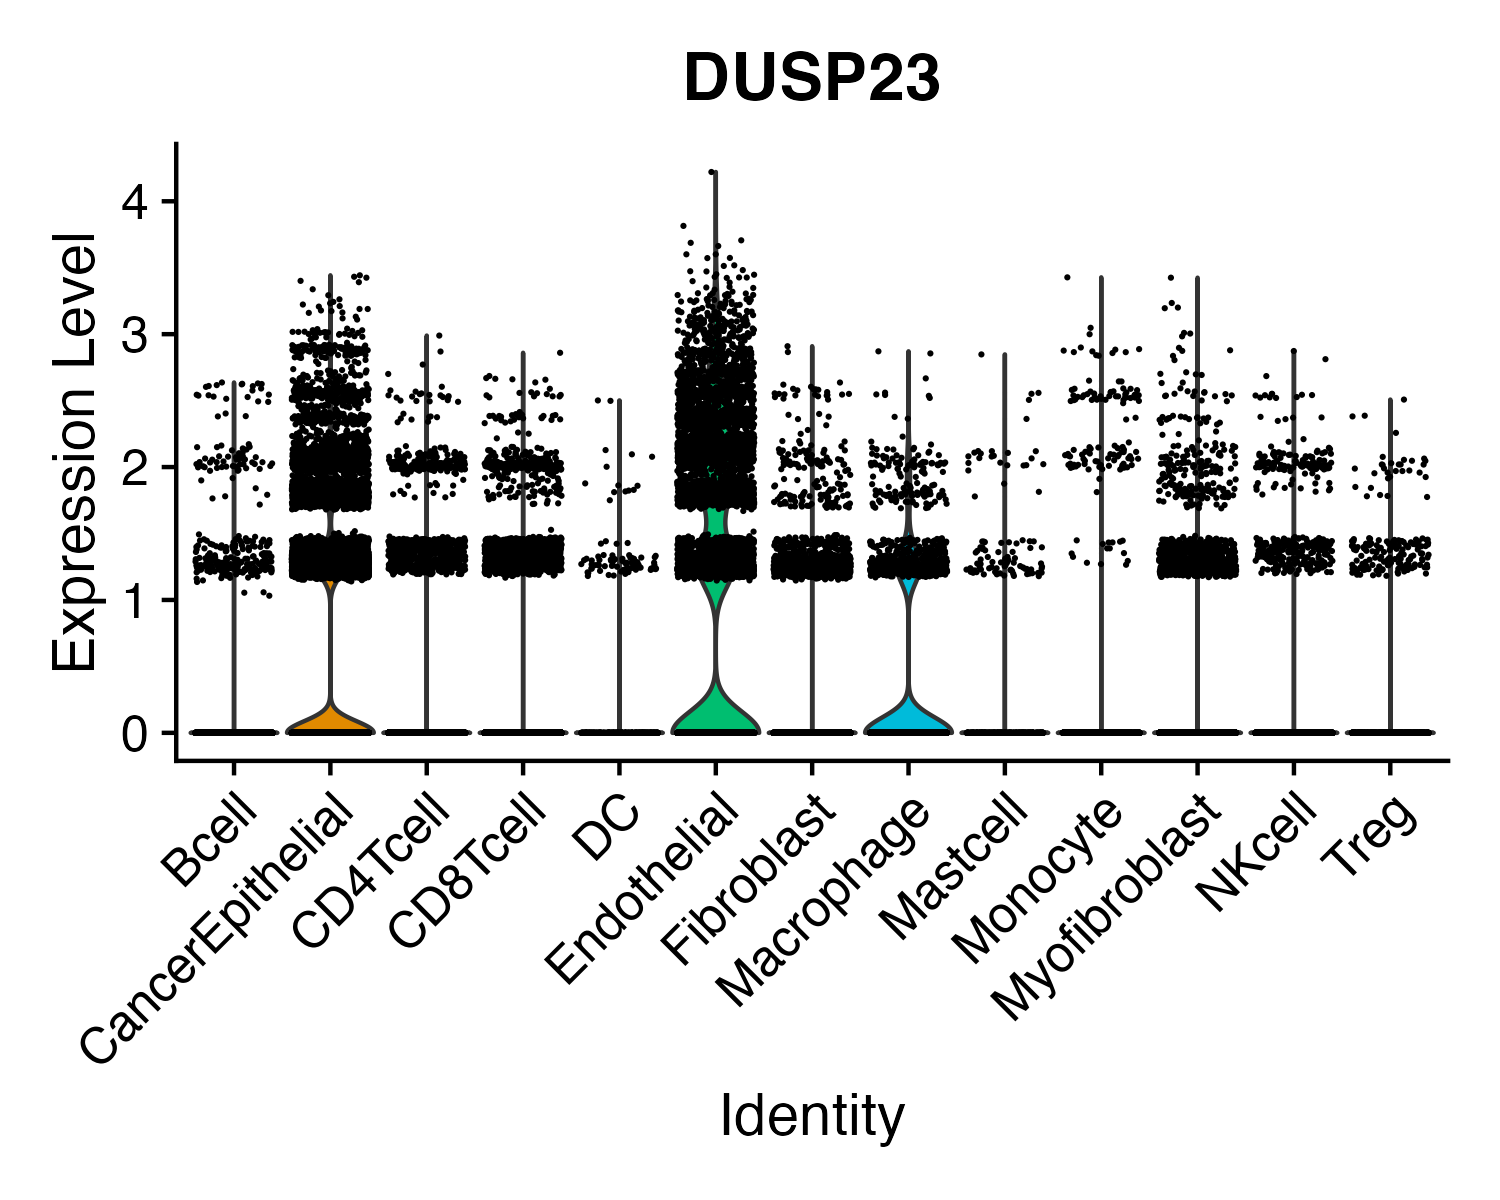 DUSP23
Expression Level
4
3
2
1
0
Bcell
CancerEpithelial
CD4Tcell
CD8Tcell
DC
Endothelial
Fibroblast
Macrophage
Mastcell
Monocyte
Myofibroblast
NKcell
Treg
Identity